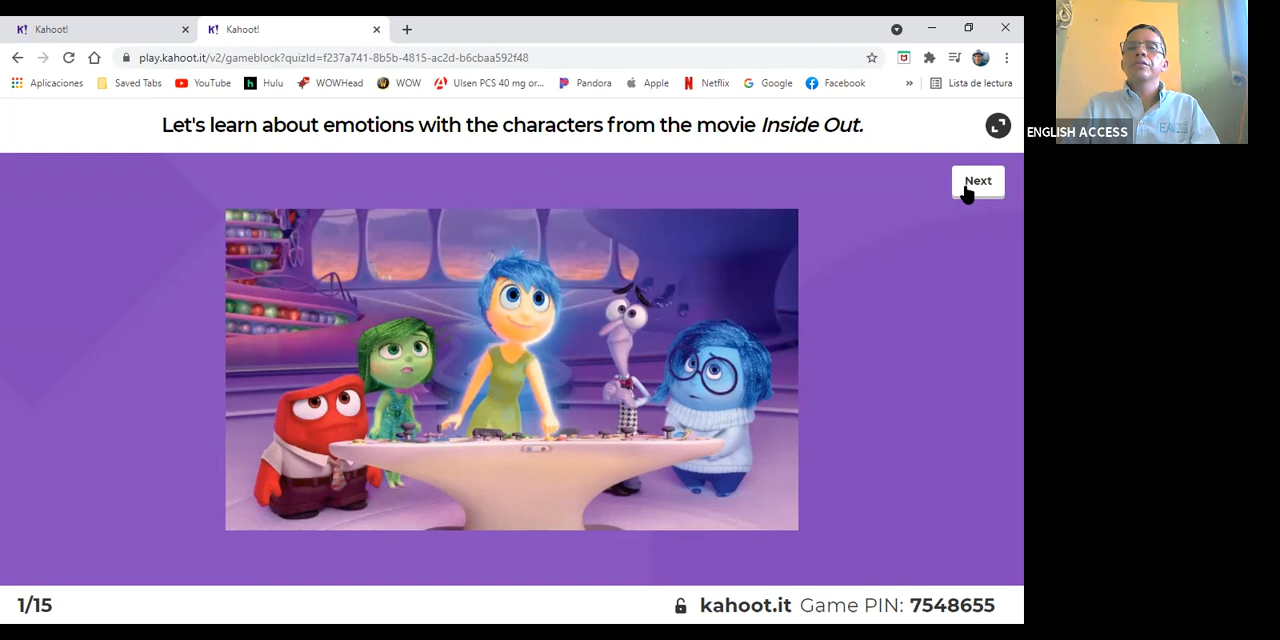 K! Kahoot!
K! Kahoot!
play.kahoot.it/v2/gameblock?quizId=f237a741-8b5b-4815-ac2d-b6cbaa592f48
Aplicaciones Saved Tabs YouTube h Hulu WOWHead WOW Ulsen PCS 40 mg or... Pandora Apple Netflix Google Facebook » Lista de lectura
Let's learn about emotions with the characters from the movie Inside Out.
ENGLISH ACCESS
Next
1/15
kahoot.it Game PIN: 7548655